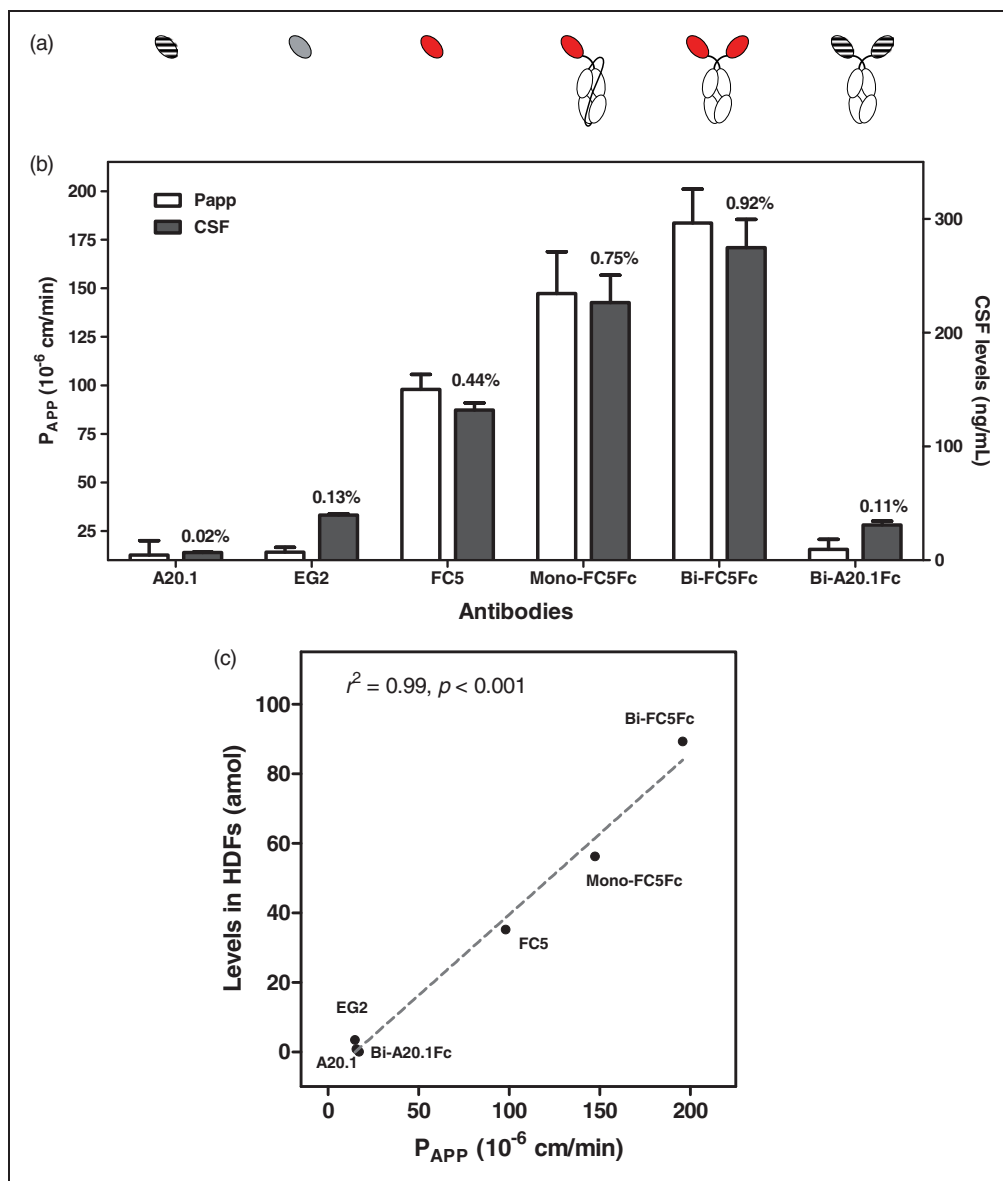 (a)
(b)
Papp
CSF
200
175
150
125
100
75
50
25
P_APP (10^-6 cm/min)
0.02%
0.13%
0.44%
0.75%
0.92%
0.11%
300
200
100
0
CSF levels (ng/mL)
A20.1 EG2 FC5 Mono-FC5Fc Bi-FC5Fc Bi-A20.1Fc
Antibodies
(c)
r² = 0.99, p < 0.001
100
80
60
40
20
0
Levels in HDFs (amol)
Bi-FC5Fc
Mono-FC5Fc
FC5
EG2
A20.1
Bi-A20.1Fc
0 50 100 150 200
P_APP (10^-6 cm/min)